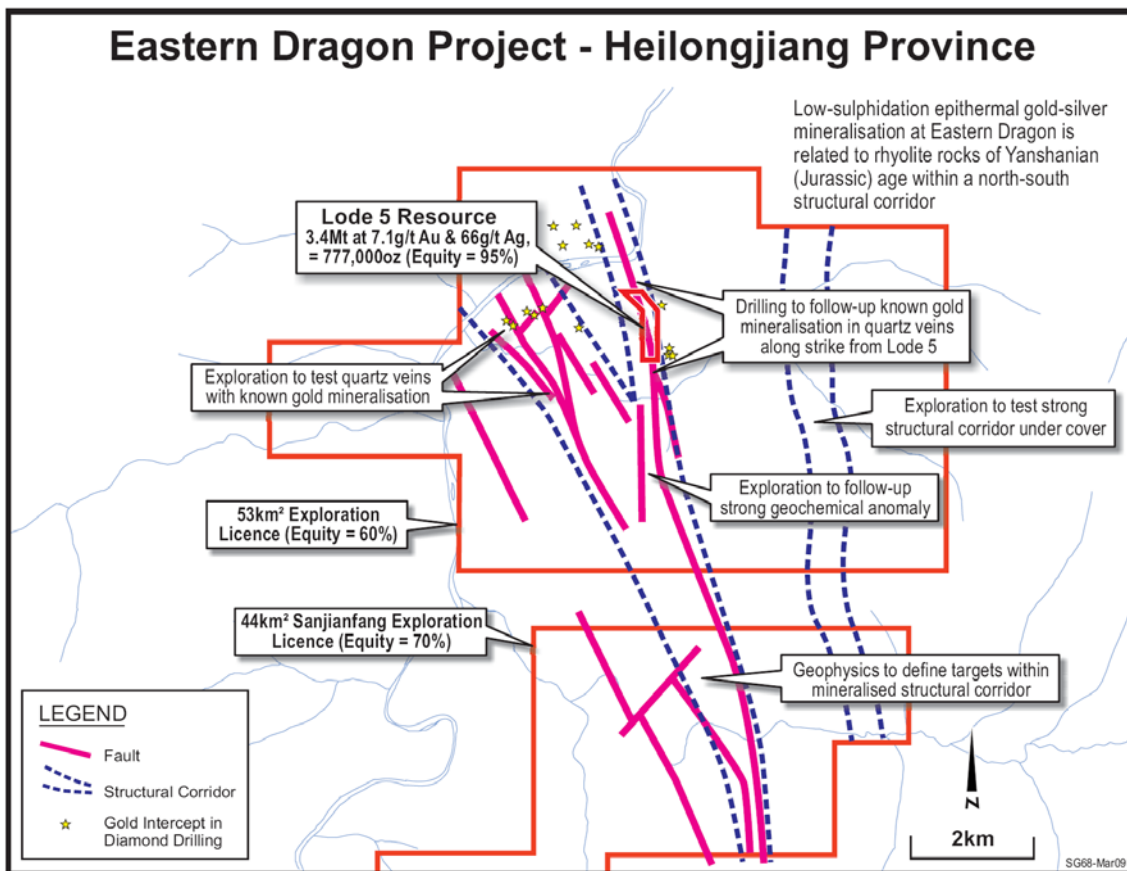 Eastern Dragon Project - Heilongjiang Province
Low-sulphidation epithermal gold-silver
mineralisation at Eastern Dragon is
related to rhyolite rocks of Yanshanian
(Jurassic) age within a north-south
structural corridor
Lode 5 Resource
3.4Mt at 7.1g/t Au & 66g/t Ag,
= 777,000oz (Equity = 95%)
Drilling to follow-up known gold
mineralisation in quartz veins
along strike from Lode 5
Exploration to test quartz veins
with known gold mineralisation
Exploration to test strong
structural corridor under cover
Exploration to follow-up
strong geochemical anomaly
53km² Exploration
Licence (Equity = 60%)
44km² Sanjianfang Exploration
Licence (Equity = 70%)
Geophysics to define targets within
mineralised structural corridor
LEGEND
Fault
Structural Corridor
Gold Intercept in
Diamond Drilling
N
2km
SG68-Mar09